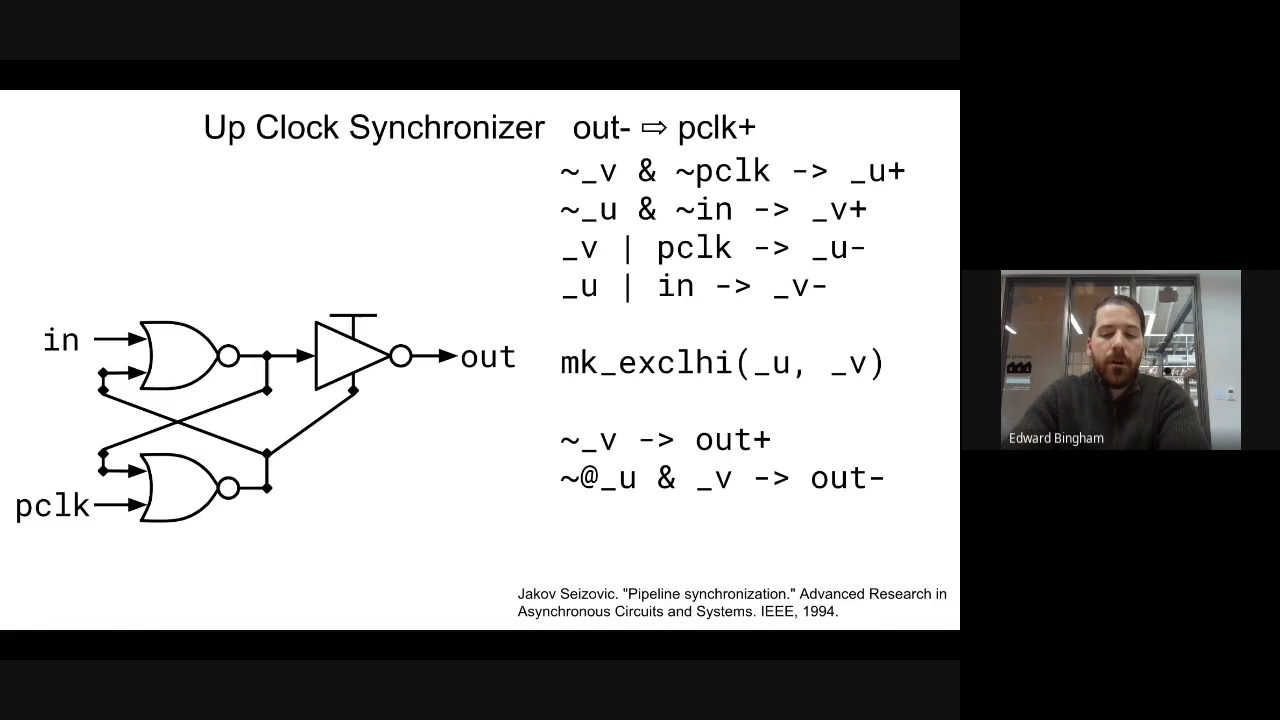 Up Clock Synchronizer out- ⇨ pclk+
~_v & ~pclk -> _u+
~_u & ~in -> _v+
_v | pclk -> _u-
_u | in -> _v-
mk_exclhi(_u, _v)
~_v -> out+
~@_u & _v -> out-
in
out
pclk
Jakov Seizovic. "Pipeline synchronization." Advanced Research in
Asynchronous Circuits and Systems. IEEE, 1994.
Edward Bingham